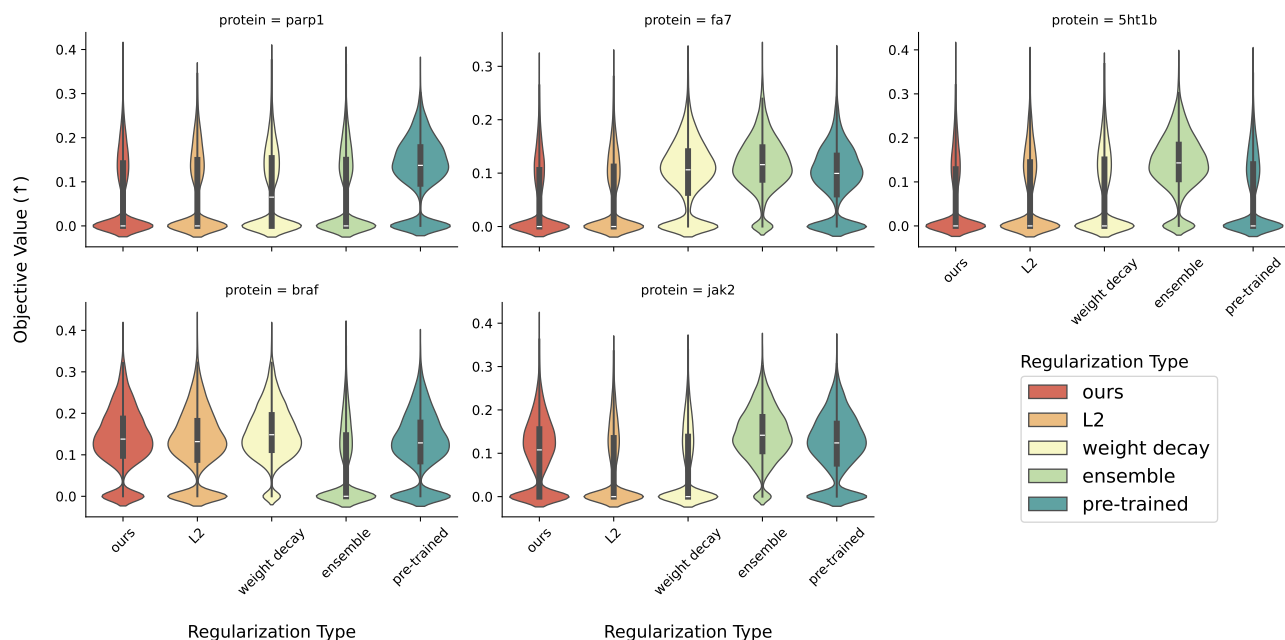 protein = parp1
protein = fa7
protein = 5ht1b
0.4
0.3
0.2
0.1
0.0
0.3
0.2
0.1
0.0
0.4
0.3
0.2
0.1
0.0
ours
L2
weight decay
ensemble
pre-trained
Objective Value (↑)
protein = braf
protein = jak2
0.4
0.3
0.2
0.1
0.0
0.4
0.3
0.2
0.1
0.0
ours
L2
weight decay
ensemble
pre-trained
ours
L2
weight decay
ensemble
pre-trained
Regularization Type
Regularization Type
Regularization Type
ours
L2
weight decay
ensemble
pre-trained